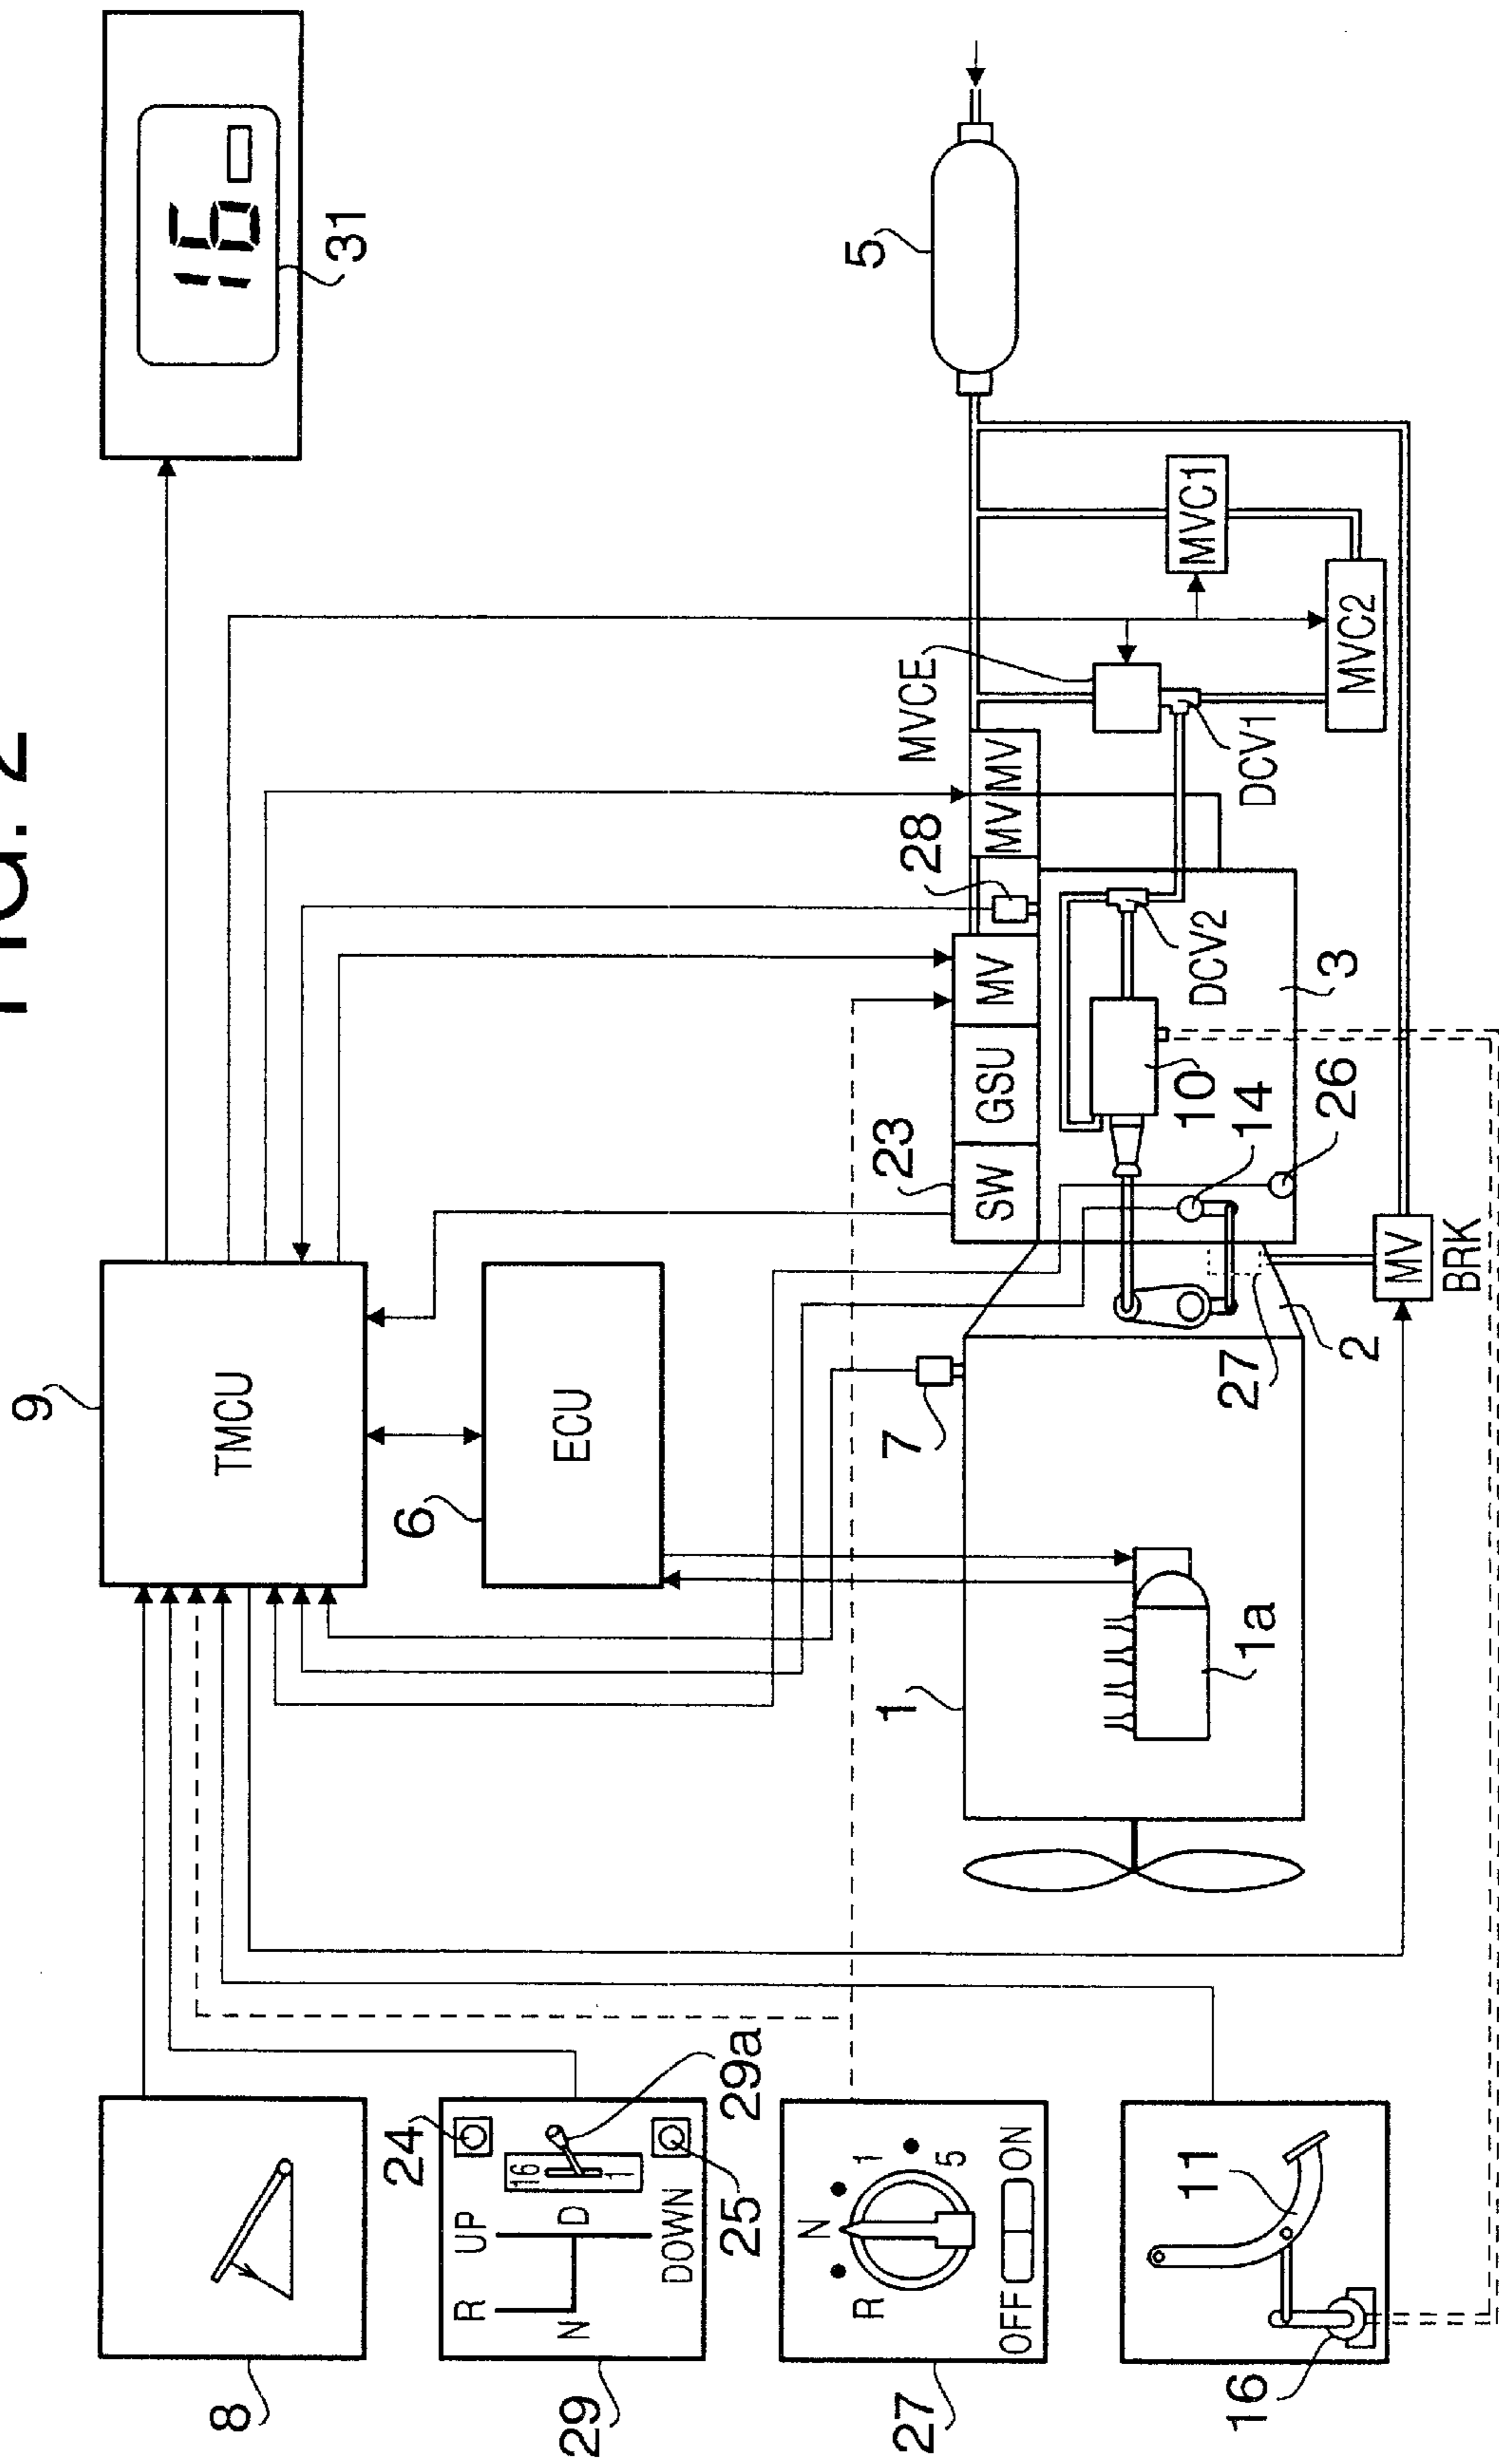 FIG. 2
8
29
R
UP
N
D
DOWN
24
25
16
1
29a
27
R
N
1
5
OFF
ON
16
11
9
TMCU
6
ECU
31
16
1
1a
7
2
27
23
SW
GSU
MV
28
MV
MV
MVCE
5
MVC1
MVC2
DCV1
DCV2
10
14
26
3
MV
BRK